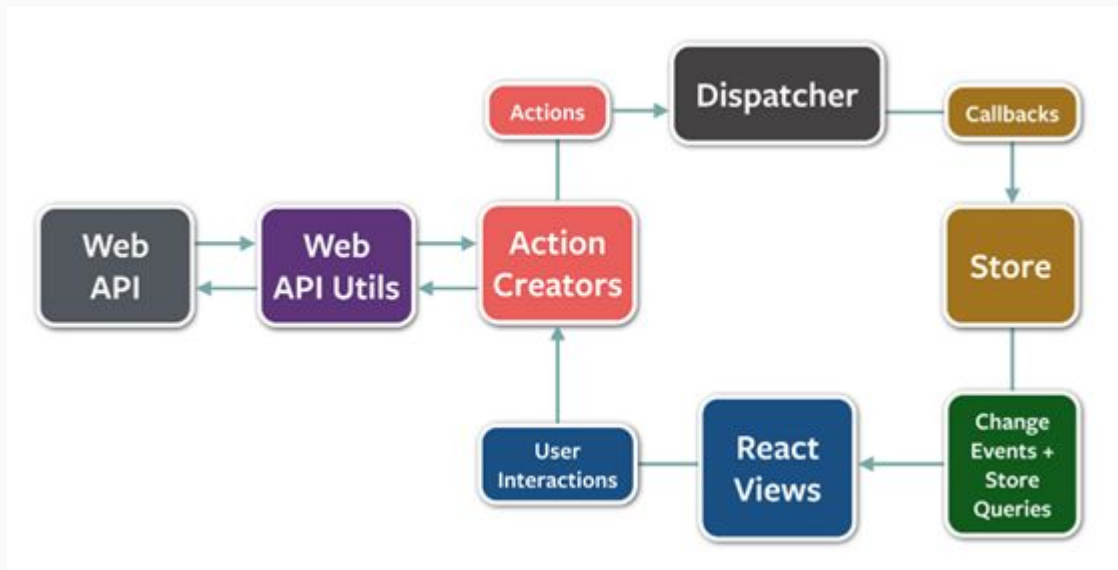 Dispatcher
Actions
Callbacks
Web
API
Web
API Utils
Action
Creators
Store
User
Interactions
React
Views
Change
Events +
Store
Queries